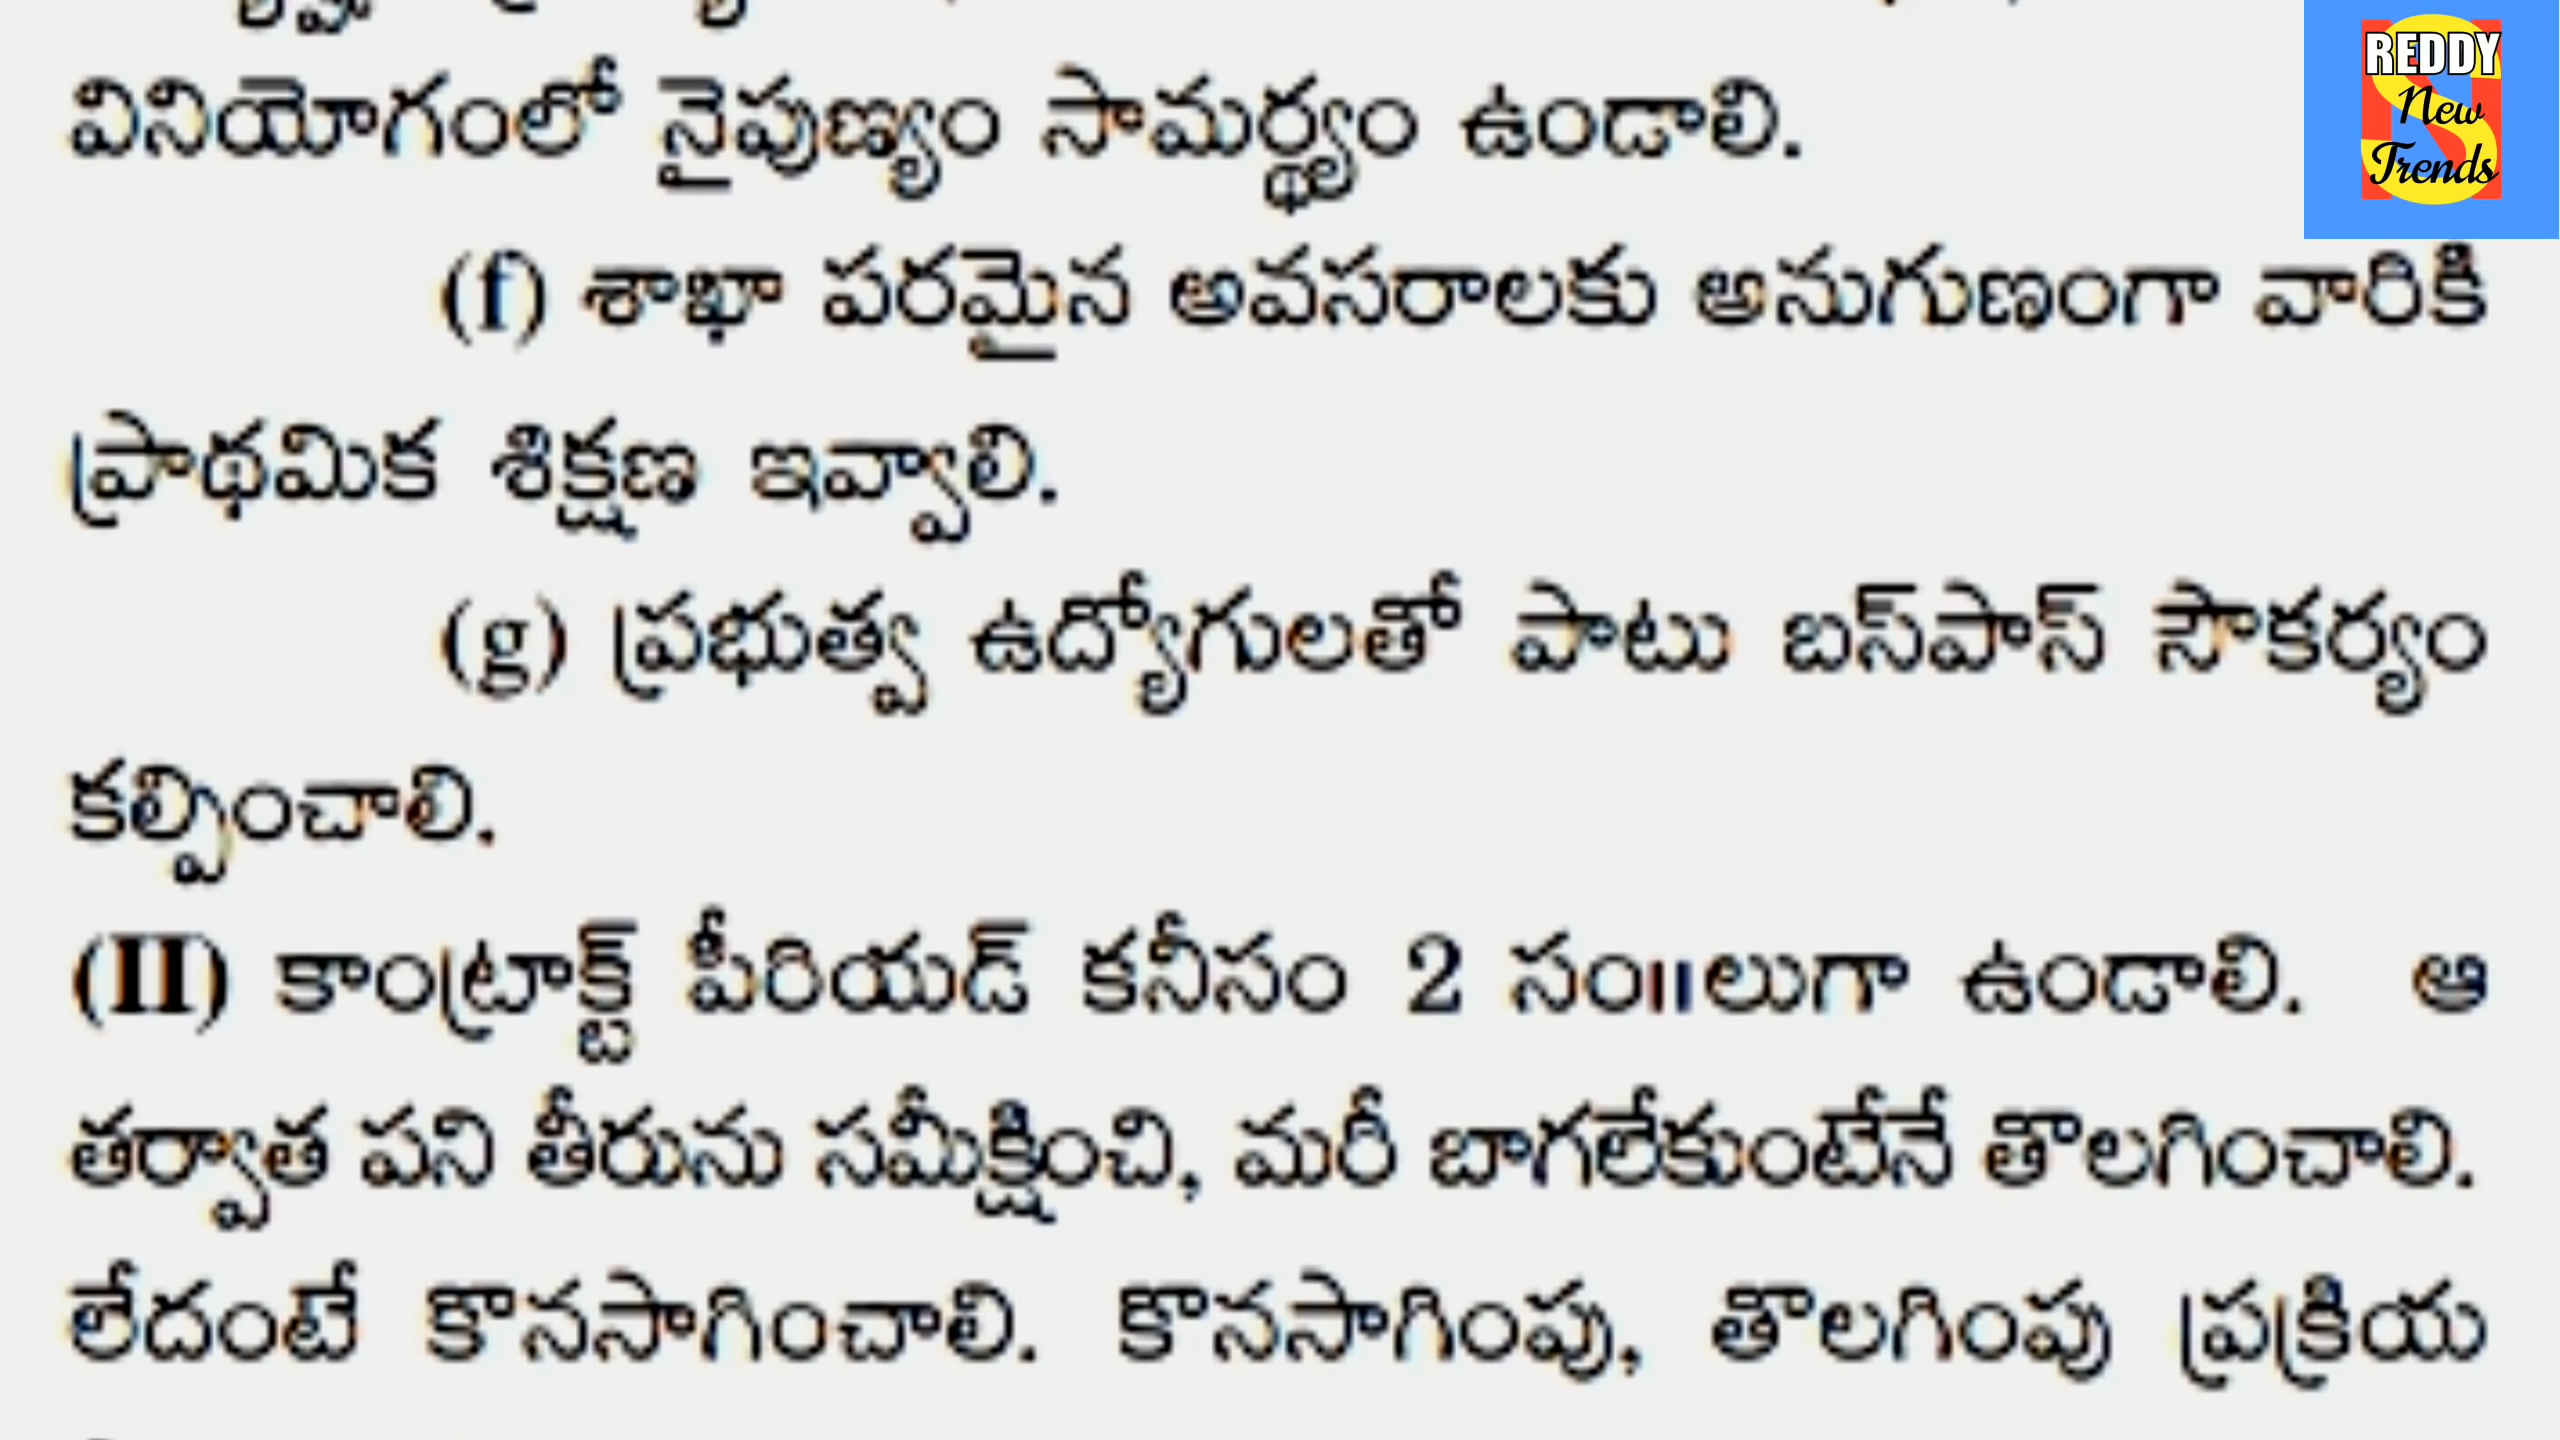 వినియోగంలో నైపుణ్యం సామర్థ్యం ఉండాలి.
REDDY
New
Trends
(f) శాఖా పరమైన అవసరాలకు అనుగుణంగా వారికి
ప్రాథమిక శిక్షణ ఇవ్వాలి.
(g) ప్రభుత్వ ఉద్యోగులతో పాటు బస్‌పాస్ సౌకర్యం
కల్పించాలి.
(II) కాంట్రాక్ట్ పీరియడ్ కనీసం 2 సం||లుగా ఉండాలి. ఆ
తర్వాత పని తీరును సమీక్షించి, మరీ బాగలేకుంటేనే తొలగించాలి.
లేదంటే కొనసాగించాలి. కొనసాగింపు, తొలగింపు ప్రక్రియ